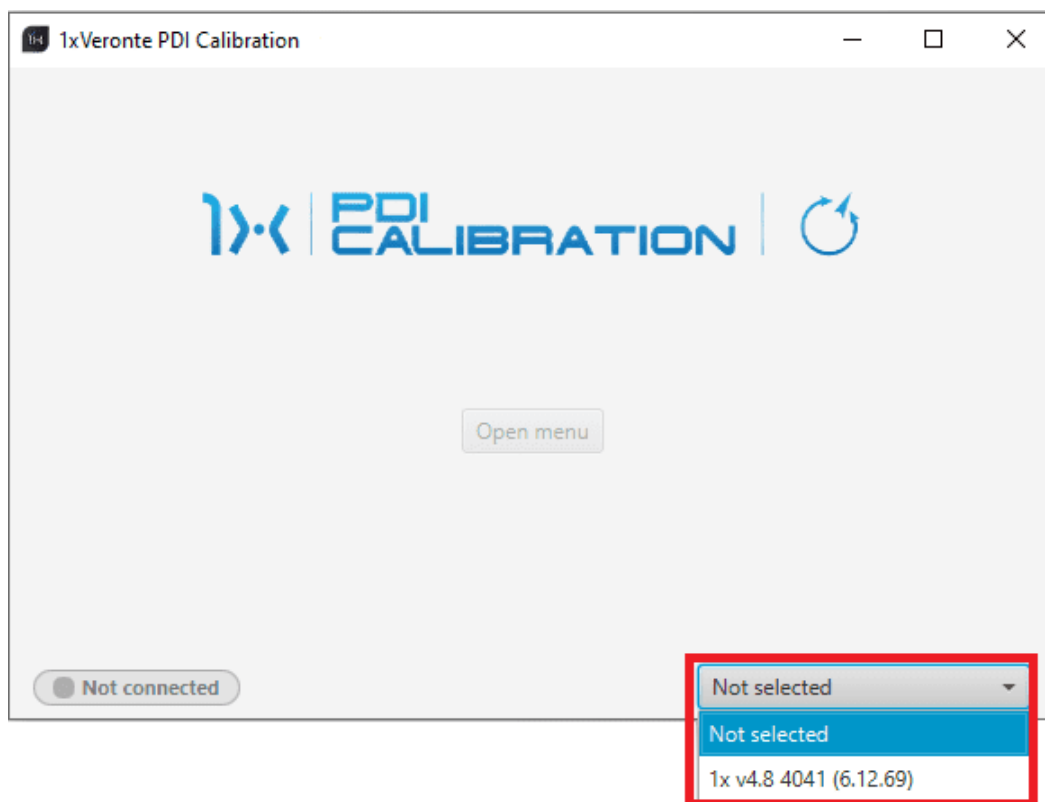 1xVeronte PDI Calibration
1x PDI
CALIBRATION
Open menu
Not connected
Not selected
Not selected
1x v4.8 4041 (6.12.69)